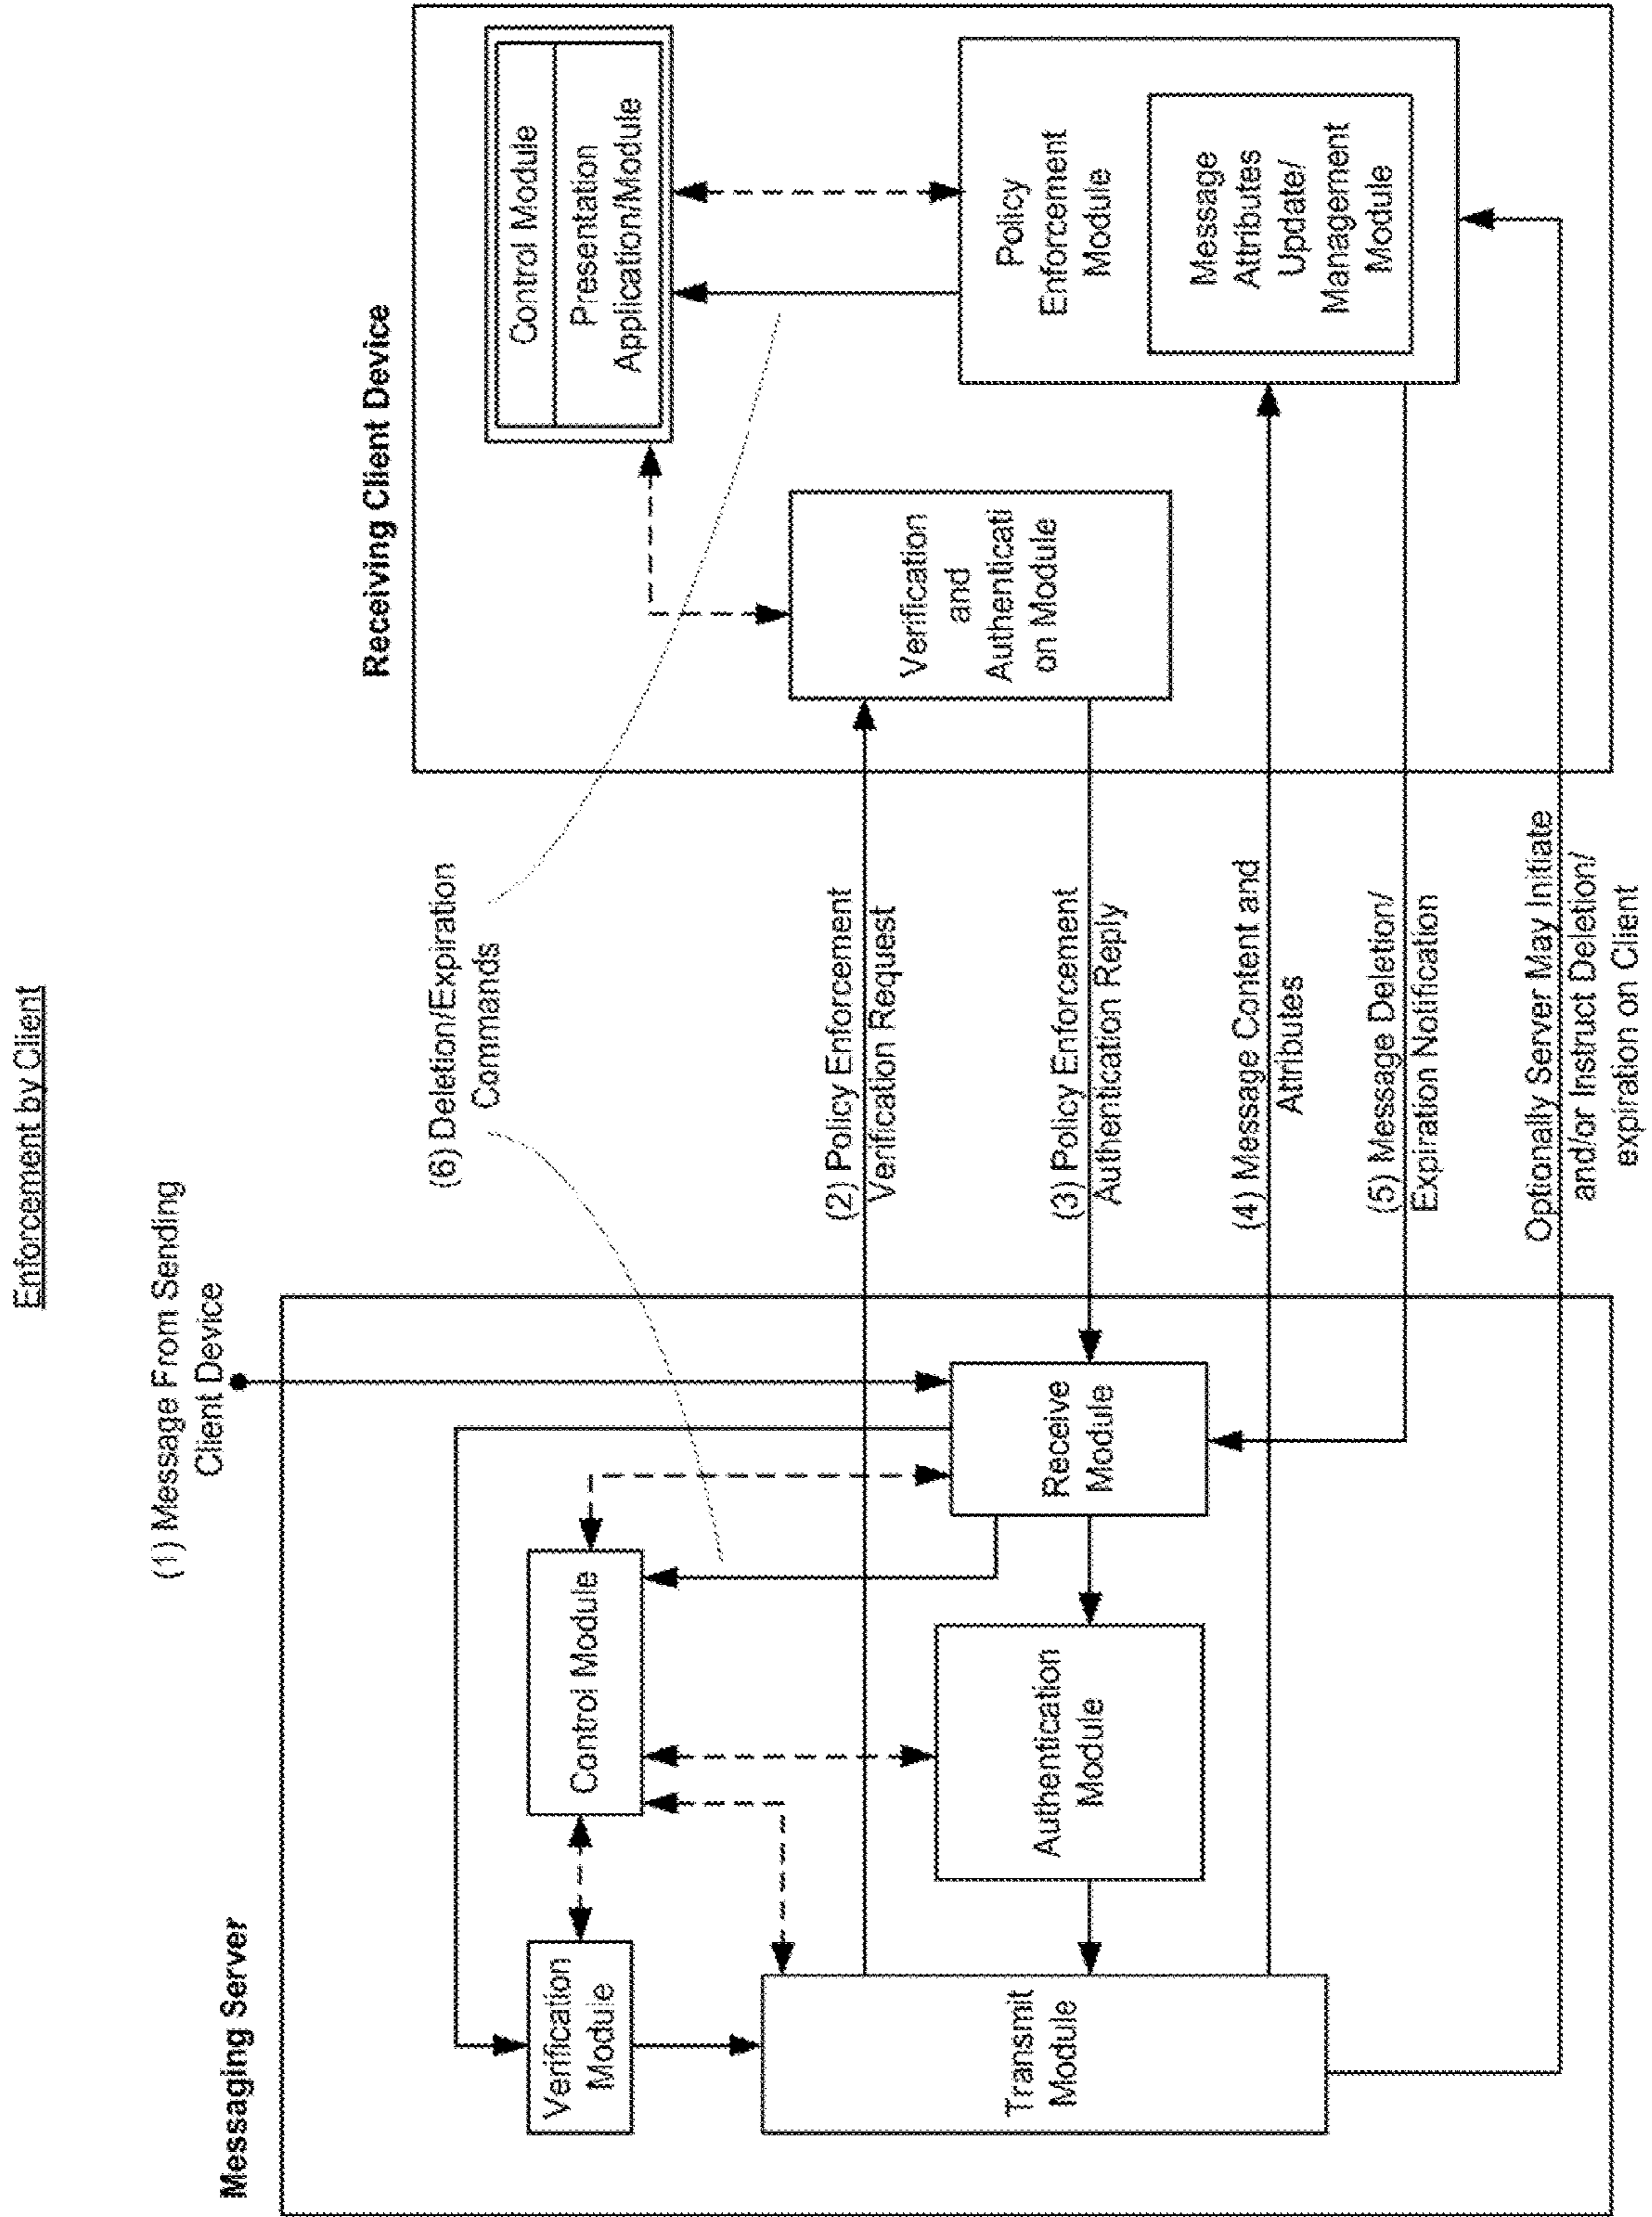 Enforcement by Client
(1) Message From Sending
Client Device
Messaging Server
Receiving Client Device
(6) Deletion/Expiration
Commands
Verification
Module
Control Module
Control Module
Presentation
Application/Module
Transmit
Module
Authentication
Module
Receive
Module
(2) Policy Enforcement
Verification Request
(3) Policy Enforcement
Authentication Reply
(4) Message Content and
Attributes
(5) Message Deletion/
Expiration Notification
Optionally Server May Initiate
and/or Instruct Deletion/
expiration on Client
Verification
and
Authenticati
on Module
Policy
Enforcement
Module
Message
Attributes
Update/
Management
Module